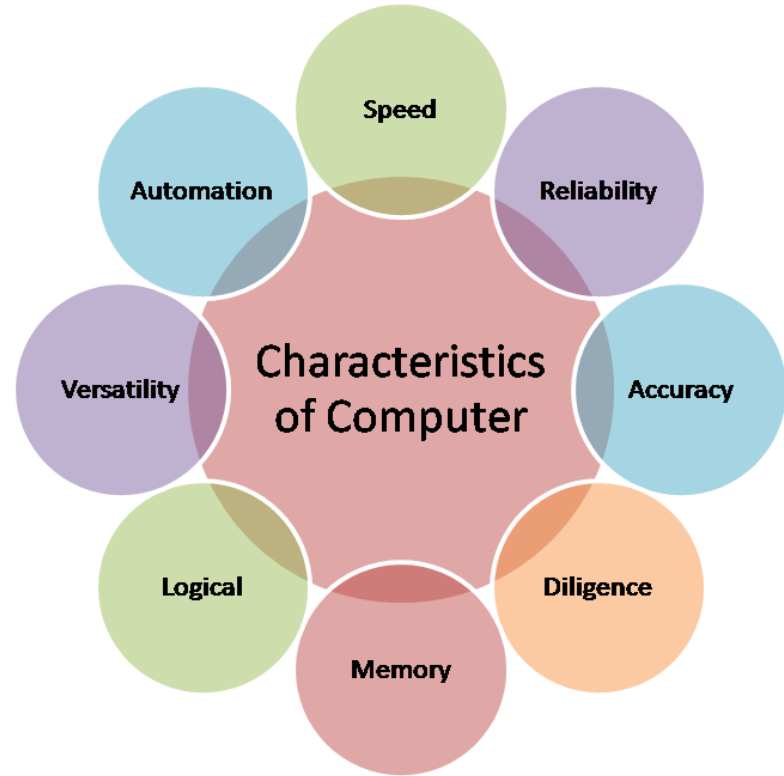 Speed
Automation
Reliability
Characteristics
of Computer
Versatility
Accuracy
Logical
Diligence
Memory